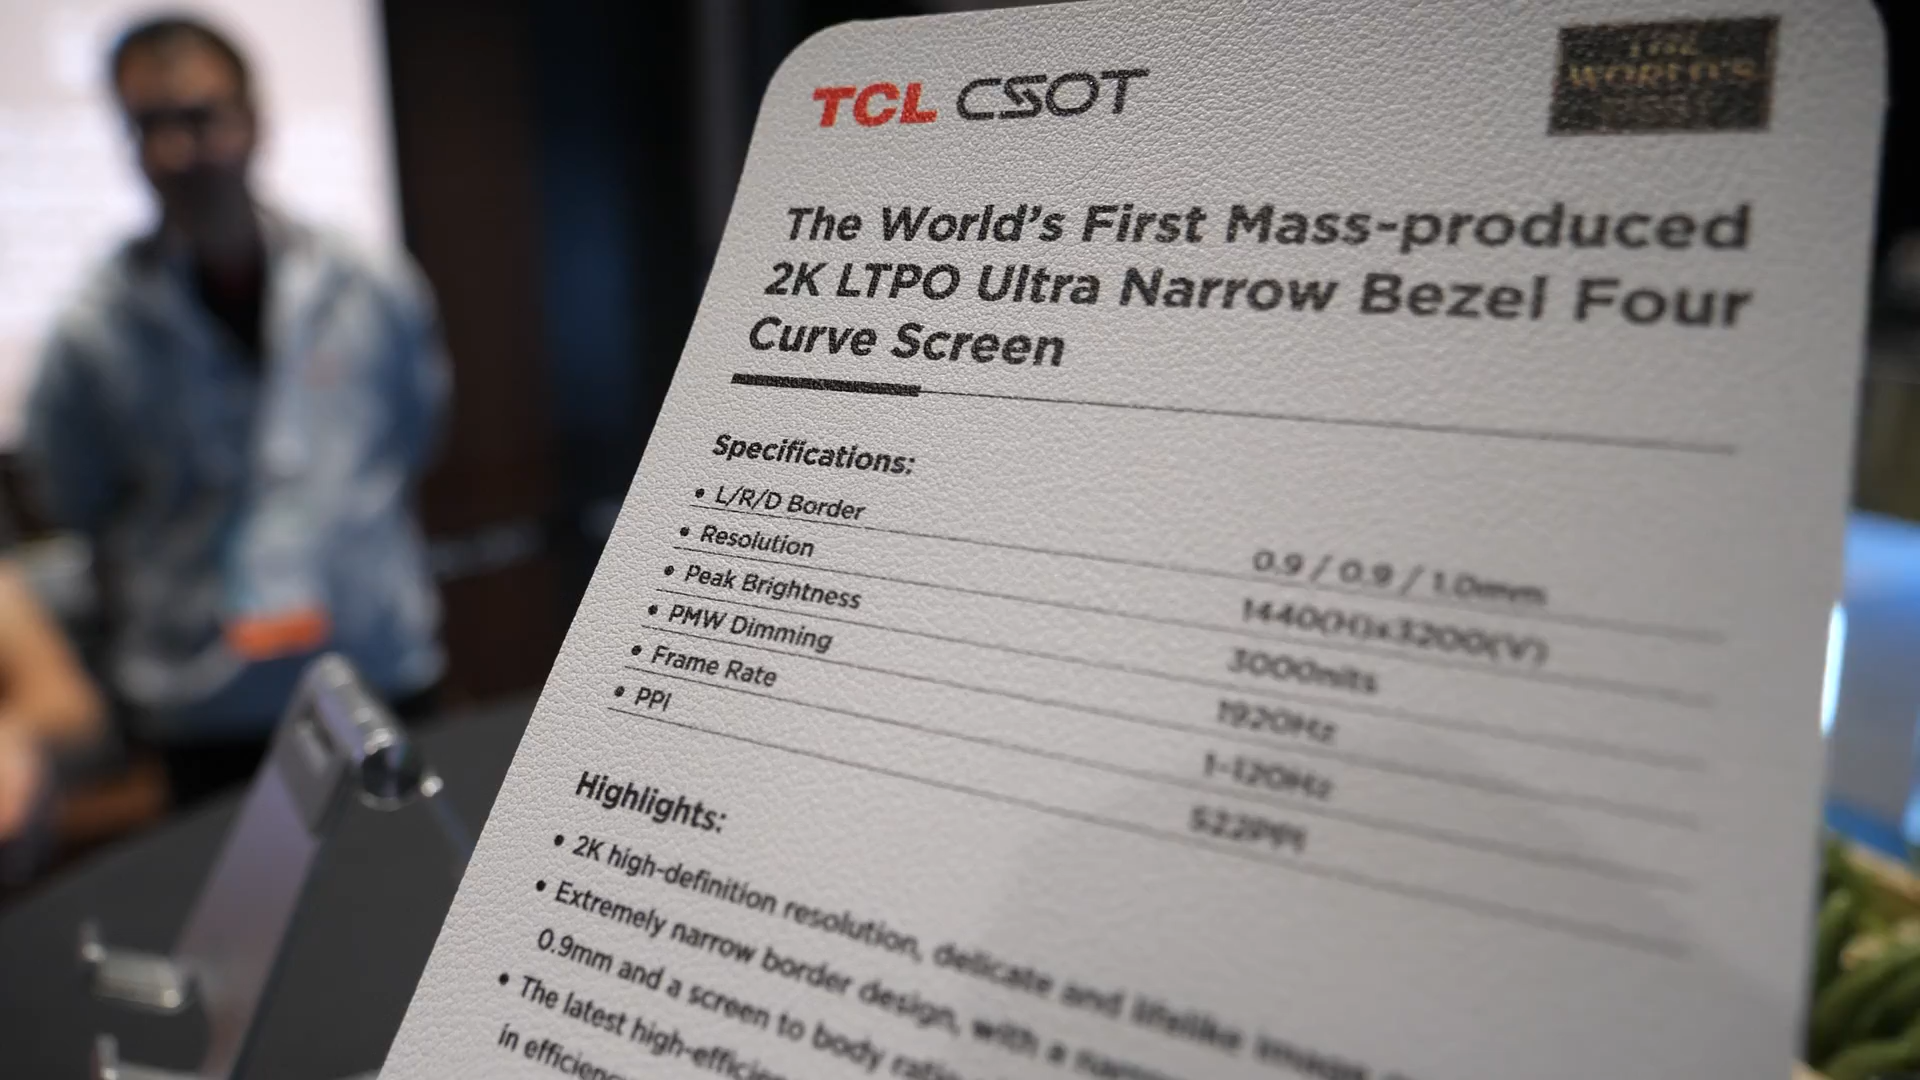 TCL CSOT
THE
WORLD'S
The World's First Mass-produced
2K LTPO Ultra Narrow Bezel Four
Curve Screen
Specifications:
• L/R/D Border 0.9 / 0.9 / 1.0mm
• Resolution 1440(H)x3200(V)
• Peak Brightness 3000nits
• PMW Dimming 1920Hz
• Frame Rate 1-120Hz
• PPI 522PPI
Highlights:
• 2K high-definition resolution, delicate and lifelike image
• Extremely narrow border design, with a
0.9mm and a screen to body
• The latest
in